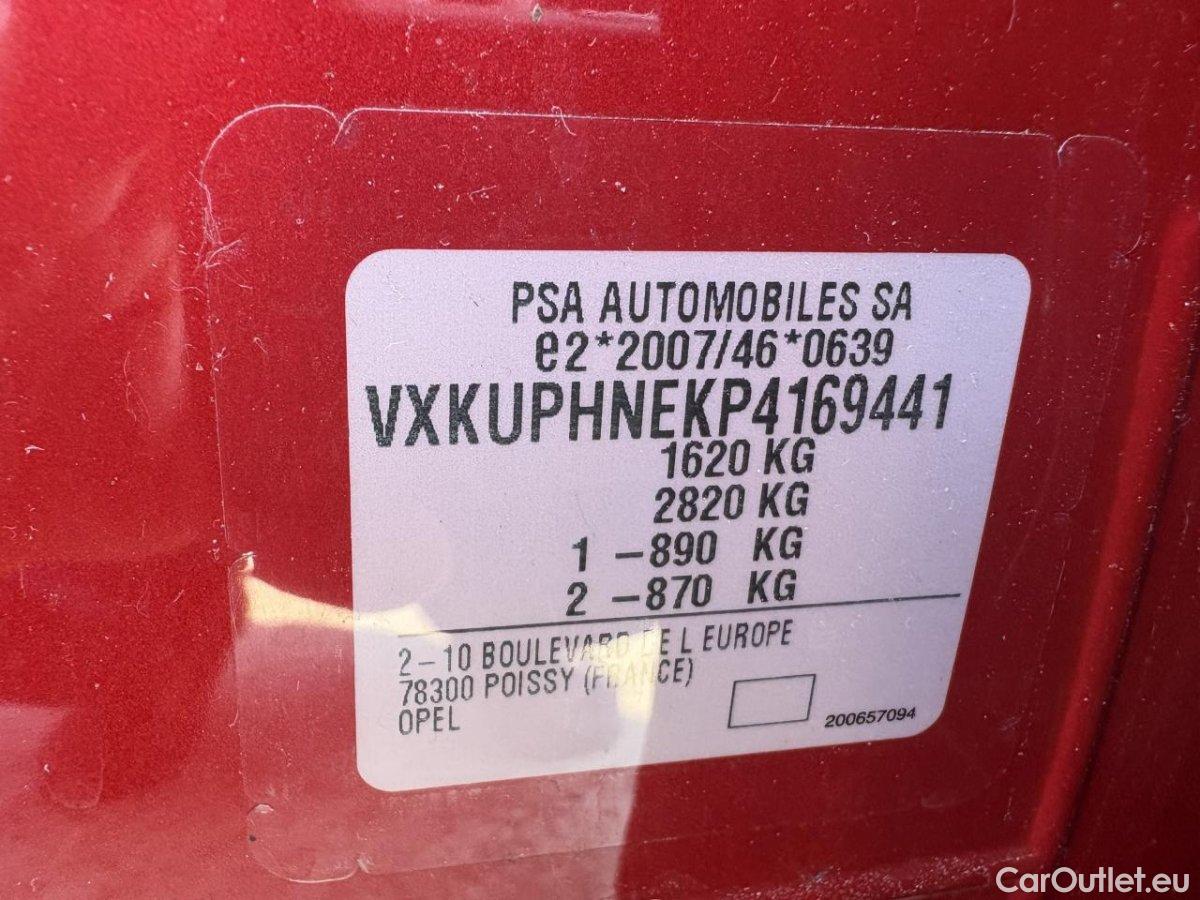 PSA AUTOMOBILES SA
e2*2007/46*0639
VXKUPHNEKP4169441
1620 KG
2820 KG
1 -890 KG
2 -870 KG
2-10 BOULEVARD DE L EUROPE
78300 POISSY (FRANCE)
OPEL
200657094
CarOutlet.eu